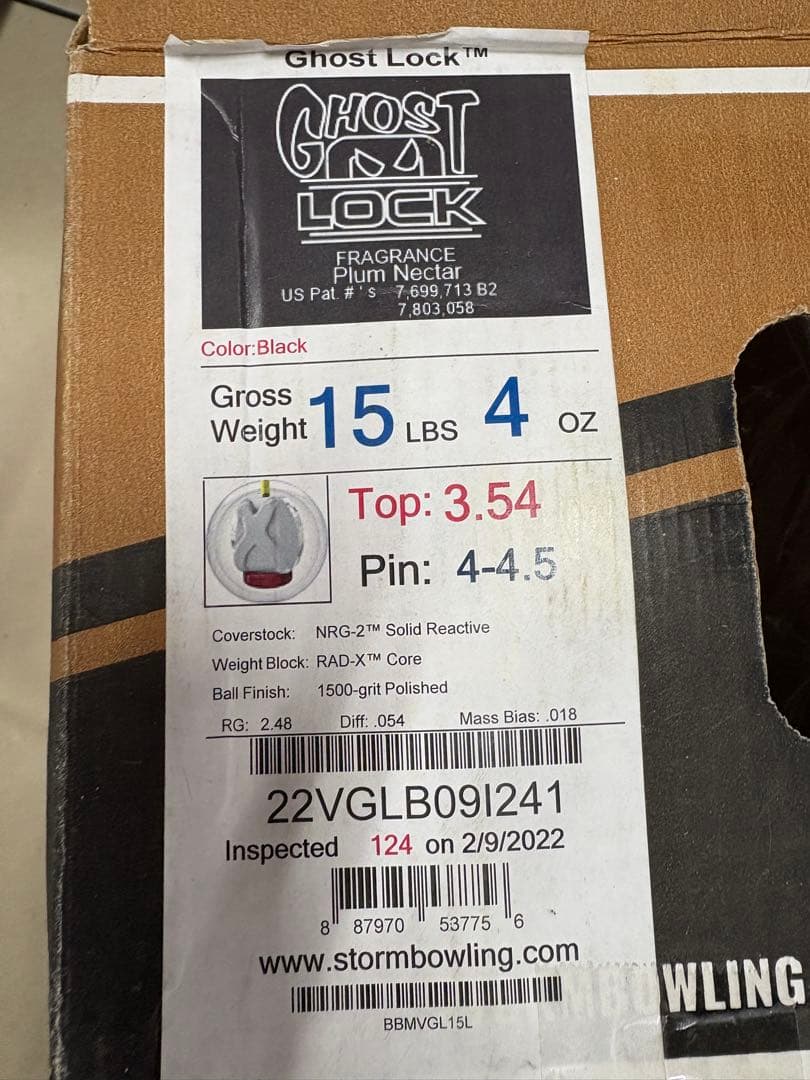 Ghost Lock™
GHOST
LOCK
FRAGRANCE
Plum Nectar
US Pat. #'s 7,699,713 B2
7,803,058
Color:Black
Gross Weight 15 LBS 4 OZ
Top: 3.54
Pin: 4-4.5
Coverstock: NRG-2™ Solid Reactive
Weight Block: RAD-X™ Core
Ball Finish: 1500-grit Polished
RG: 2.48 Diff: .054 Mass Bias: .018
22VGLB09I241
Inspected 124 on 2/9/2022
8 87970 53775 6
www.stormbowling.com
BBMVGL15L
BOWLING